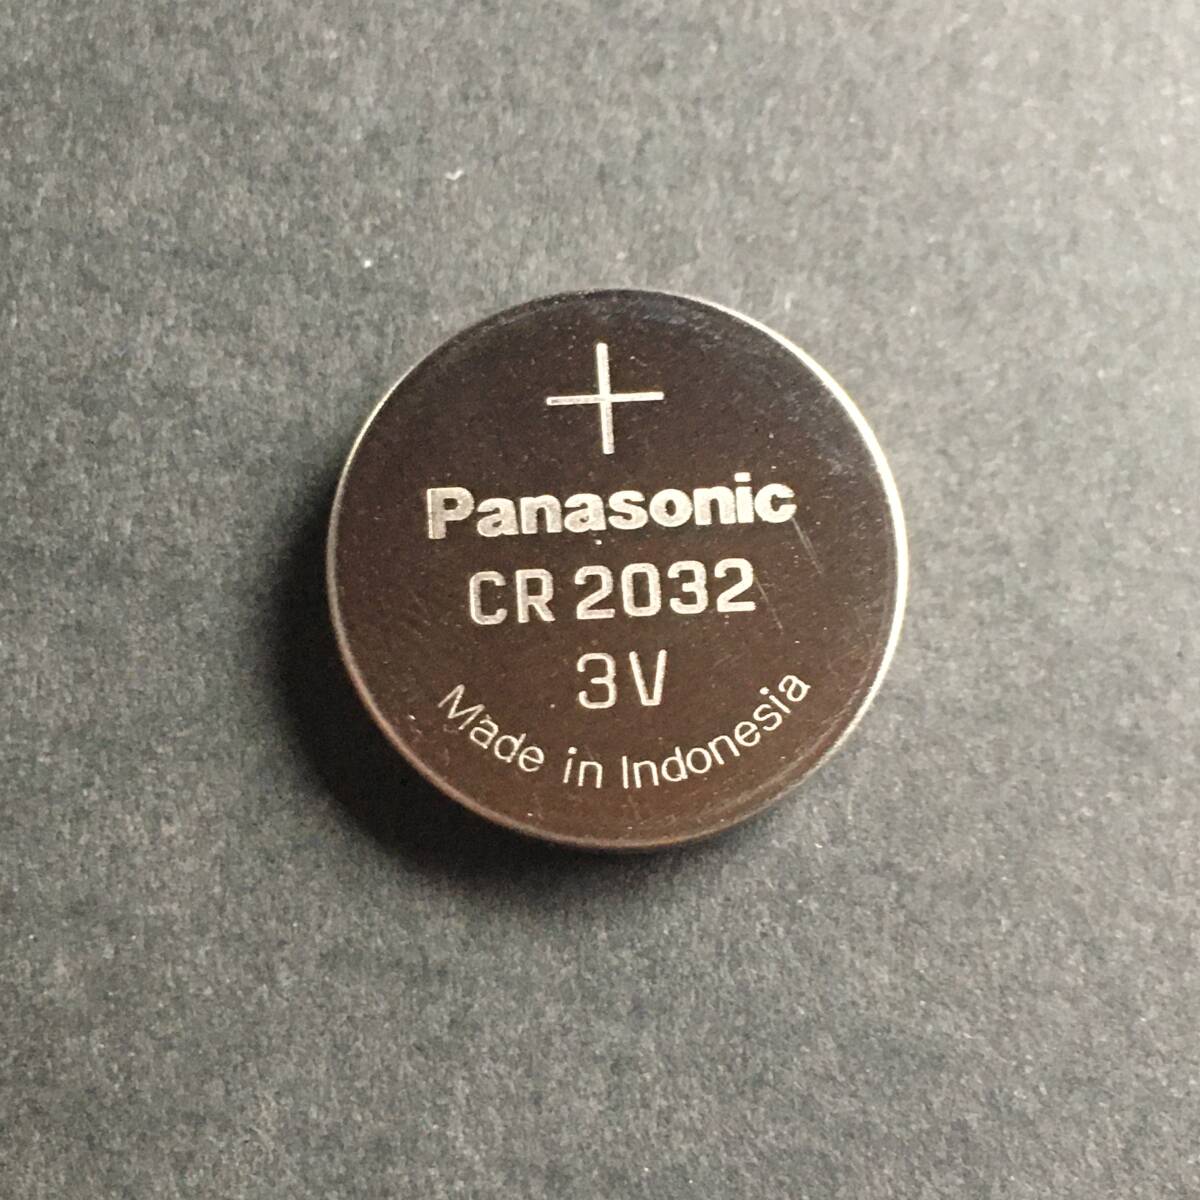 +
Panasonic
CR 2032
3V
Made in Indonesia